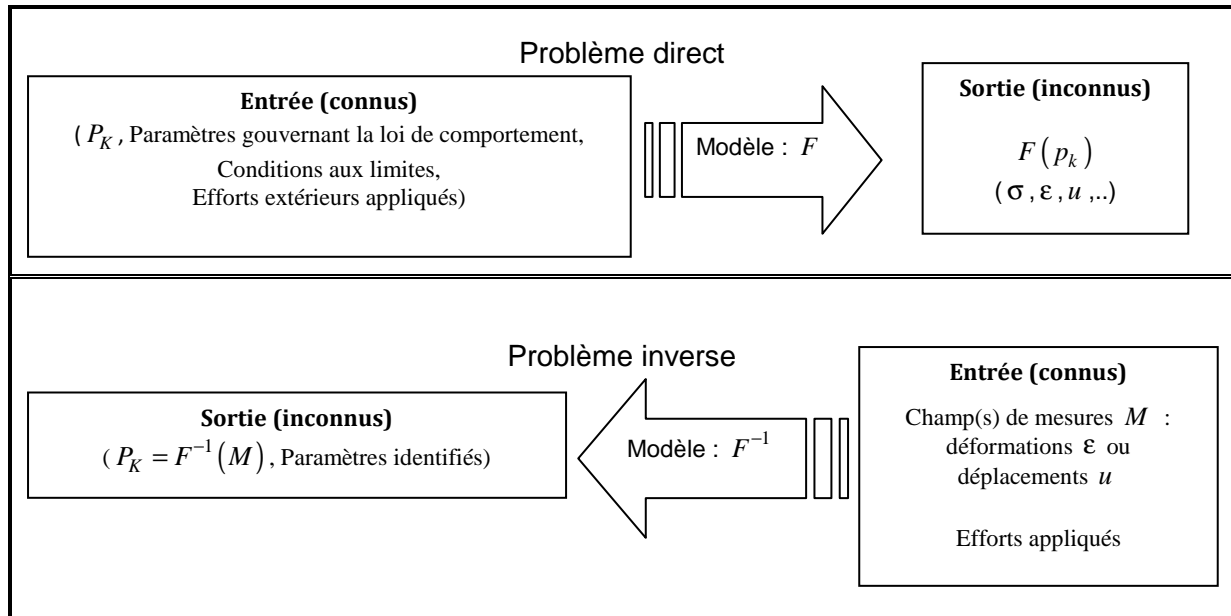 Problème direct
Entrée (connus)
( P_K , Paramètres gouvernant la loi de comportement,
Conditions aux limites,
Efforts extérieurs appliqués)
Modèle : F
Sortie (inconnus)
F ( p_k )
( σ , ε , u ,..)
Problème inverse
Sortie (inconnus)
( P_K = F^{-1} ( M ) , Paramètres identifiés)
Modèle : F^{-1}
Entrée (connus)
Champ(s) de mesures M :
déformations ε ou
déplacements u
Efforts appliqués